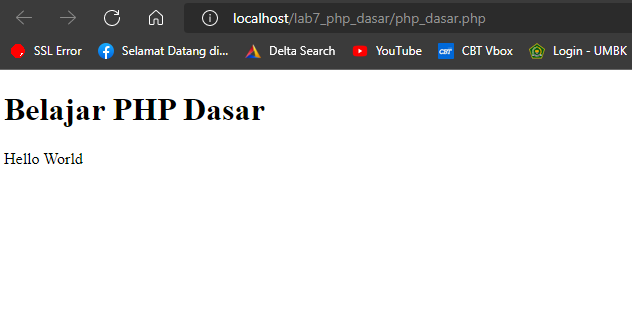 localhost/lab7_php_dasar/php_dasar.php
SSL Error Selamat Datang di... Delta Search YouTube CBT CBT Vbox Login - UMBK
Belajar PHP Dasar
Hello World